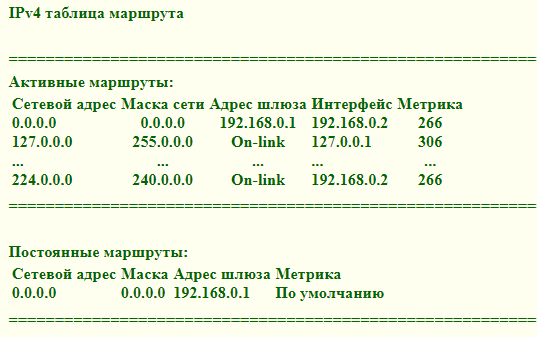 IPv4 таблица маршрута
=========================================================
Активные маршруты:
Сетевой адрес Маска сети Адрес шлюза Интерфейс Метрика
0.0.0.0 0.0.0.0 192.168.0.1 192.168.0.2 266
127.0.0.0 255.0.0.0 On-link 127.0.0.1 306
... ... ... ... ...
224.0.0.0 240.0.0.0 On-link 192.168.0.2 266
=========================================================
Постоянные маршруты:
Сетевой адрес Маска Адрес шлюза Метрика
0.0.0.0 0.0.0.0 192.168.0.1 По умолчанию
=========================================================